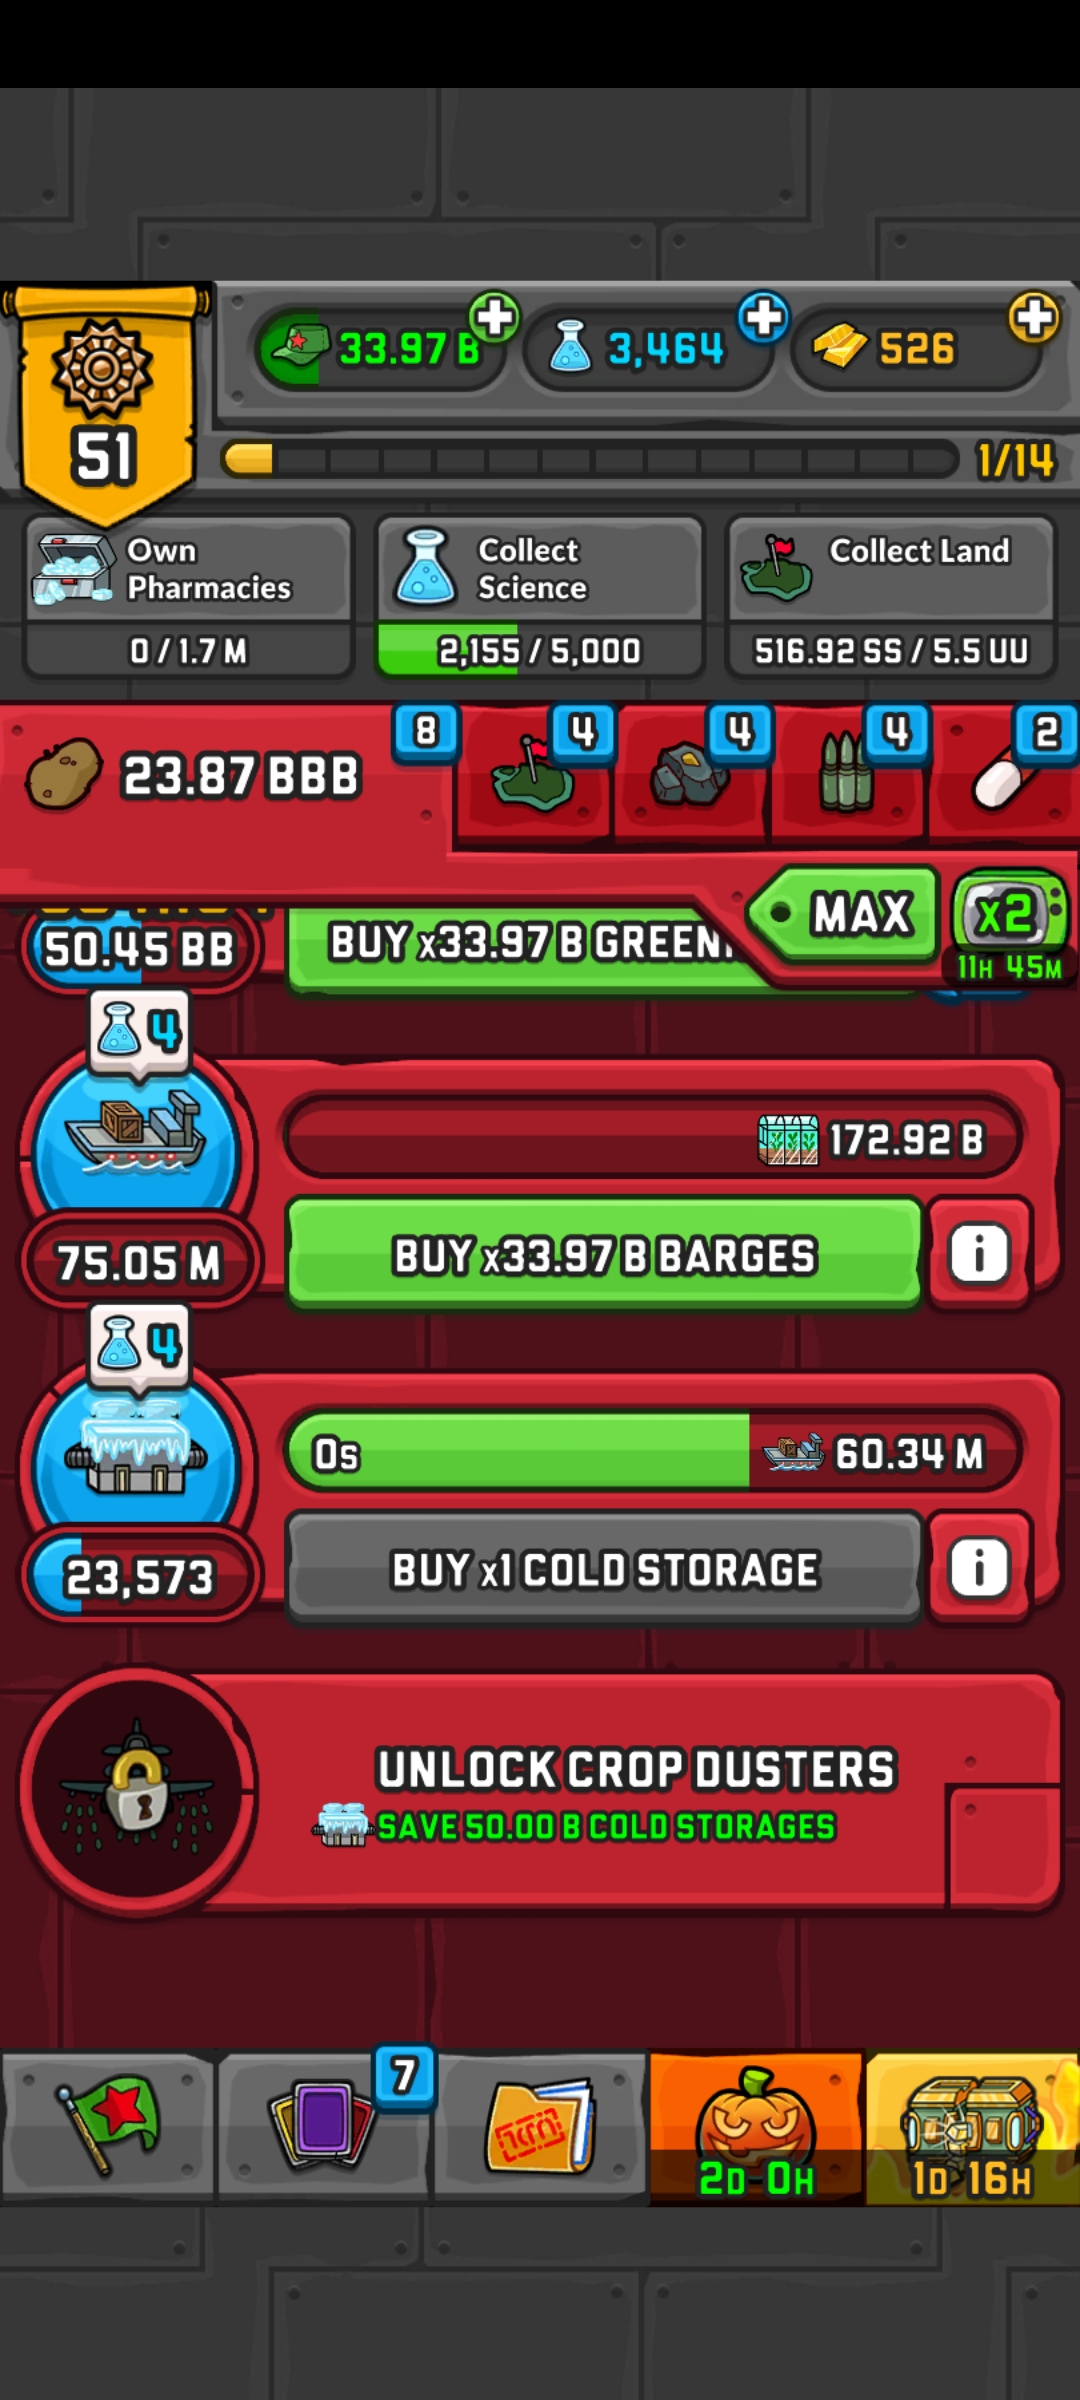 33.97 B
3,464
526
51
1/14
Own
Pharmacies
0 / 1.7 M
Collect
Science
2,155 / 5,000
Collect Land
516.92 SS / 5.5 UU
23.87 BBB
8
4
4
4
2
MAX
x2
11H 45M
50.45 BB
BUY x33.97 B
4
172.92 B
75.05 M
BUY x33.97 B BARGES
4
0s
60.34 M
23,573
BUY x1 COLD STORAGE
UNLOCK CROP DUSTERS
SAVE 50.00 B COLD STORAGES
7
2D 0H
1D 16H